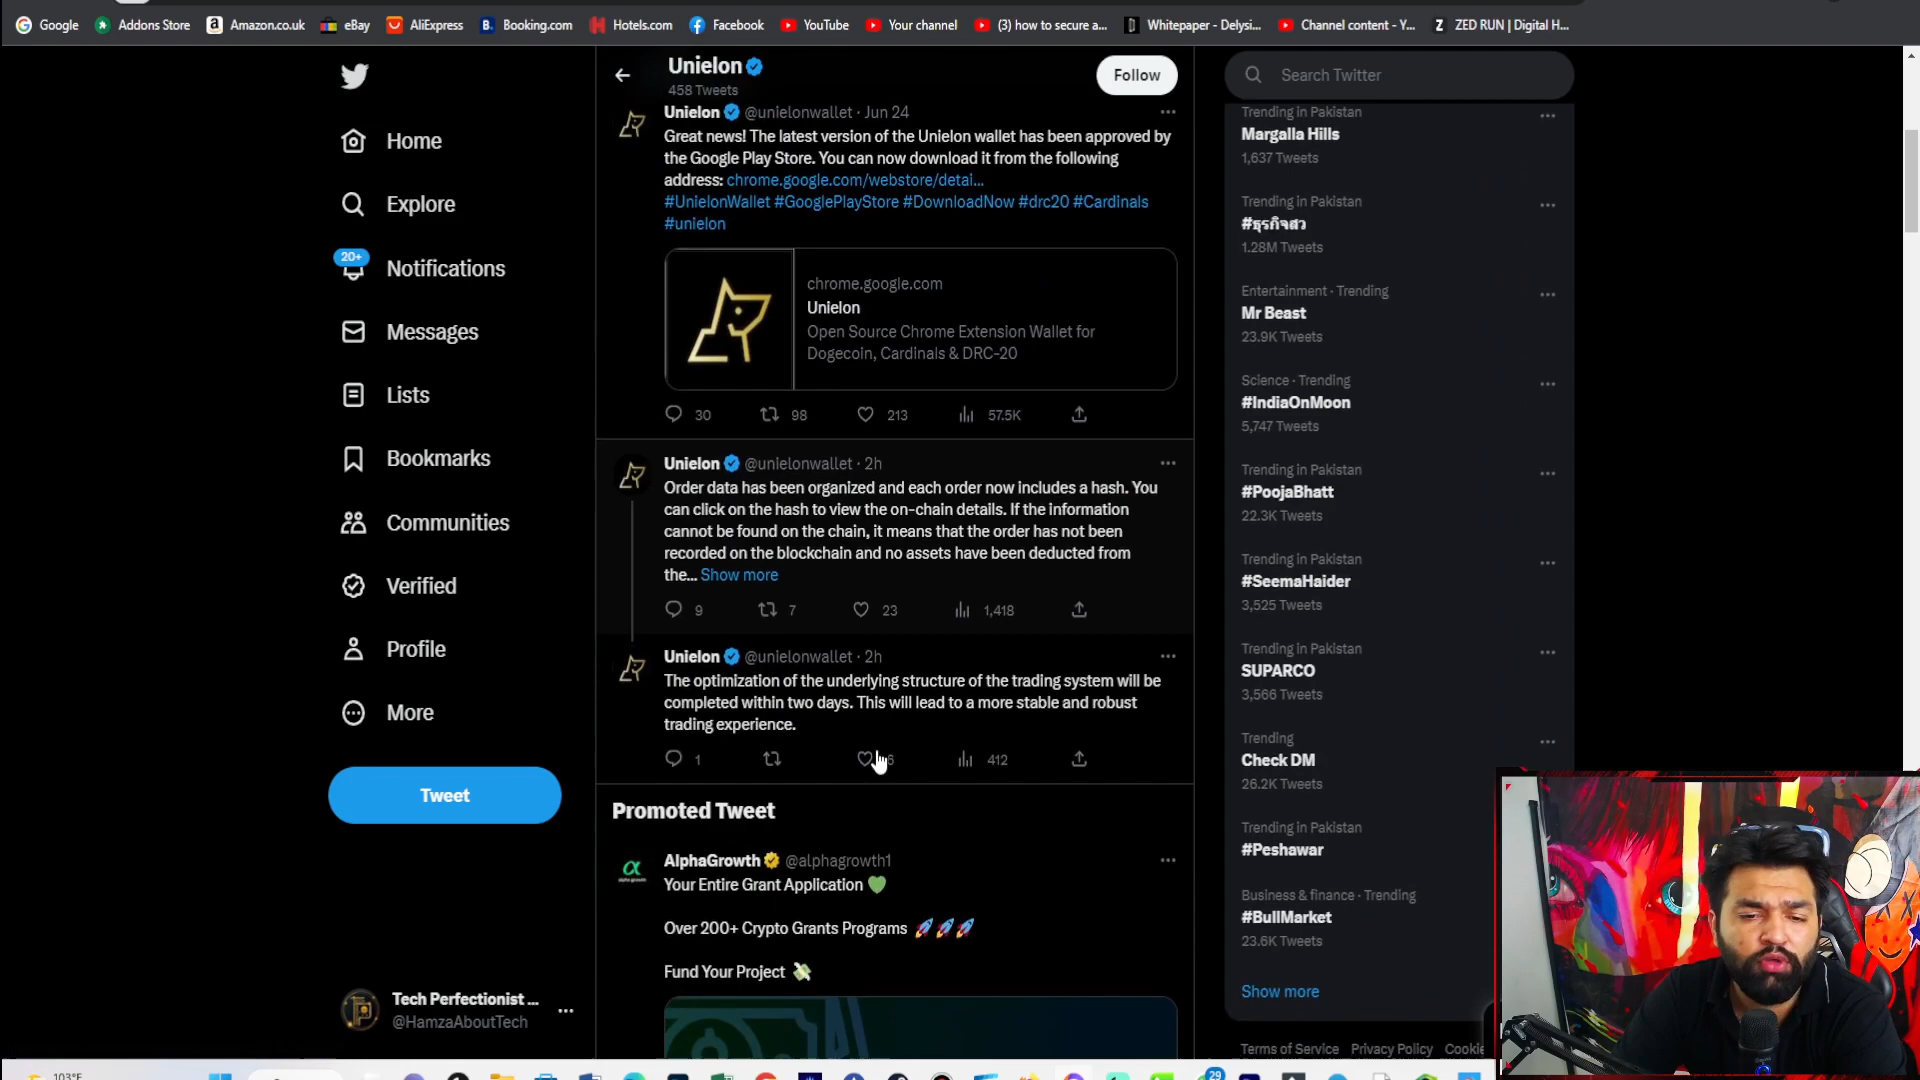 Google
Addons Store
Amazon.co.uk
eBay
AliExpress
Booking.com
Hotels.com
Facebook
YouTube
Your channel
(3) how to secure a...
Whitepaper - Delysi...
Channel content - Y...
ZED RUN | Digital H...
Home
Explore
20+
Notifications
Messages
Lists
Bookmarks
Communities
Verified
Profile
More
Tweet
Tech Perfectionist ...
@HamzaAboutTech
Unielon
458 Tweets
Follow
Unielon @unielonwallet · Jun 24
Great news! The latest version of the Unielon wallet has been approved by
the Google Play Store. You can now download it from the following
address: chrome.google.com/webstore/detai...
#UnielonWallet #GooglePlayStore #DownloadNow #drc20 #Cardinals
#unielon
chrome.google.com
Unielon
Open Source Chrome Extension Wallet for
Dogecoin, Cardinals & DRC-20
30 98 213 57.5K
Unielon @unielonwallet · 2h
Order data has been organized and each order now includes a hash. You
can click on the hash to view the on-chain details. If the information
cannot be found on the chain, it means that the order has not been
recorded on the blockchain and no assets have been deducted from
the... Show more
9 7 23 1,418
Unielon @unielonwallet · 2h
The optimization of the underlying structure of the trading system will be
completed within two days. This will lead to a more stable and robust
trading experience.
1 412
Promoted Tweet
AlphaGrowth @alphagrowth1
Your Entire Grant Application 💚
Over 200+ Crypto Grants Programs 🚀🚀🚀
Fund Your Project 💸
Search Twitter
Trending in Pakistan
Margalla Hills
1,637 Tweets
Trending in Pakistan
#ธุรกิจสว
1.28M Tweets
Entertainment · Trending
Mr Beast
23.9K Tweets
Science · Trending
#IndiaOnMoon
5,747 Tweets
Trending in Pakistan
#PoojaBhatt
22.3K Tweets
Trending in Pakistan
#SeemaHaider
3,525 Tweets
Trending in Pakistan
SUPARCO
3,566 Tweets
Trending
Check DM
26.2K Tweets
Trending in Pakistan
#Peshawar
Business & finance · Trending
#BullMarket
23.6K Tweets
Show more
Terms of Service Privacy Policy Cookie
103°F
29